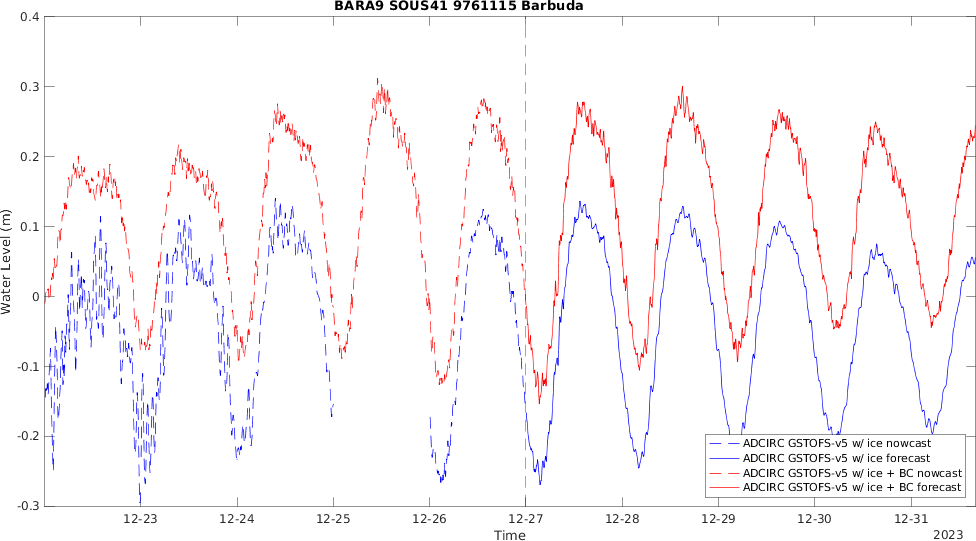 BARA9 SOUS41 9761115 Barbuda
0.4
0.3
0.2
0.1
0
-0.1
-0.2
-0.3
Water Level (m)
ADCIRC GSTOFS-v5 w/ ice nowcast
ADCIRC GSTOFS-v5 w/ ice forecast
ADCIRC GSTOFS-v5 w/ ice + BC nowcast
ADCIRC GSTOFS-v5 w/ ice + BC forecast
12-23 12-24 12-25 12-26 12-27 12-28 12-29 12-30 12-31
Time
2023